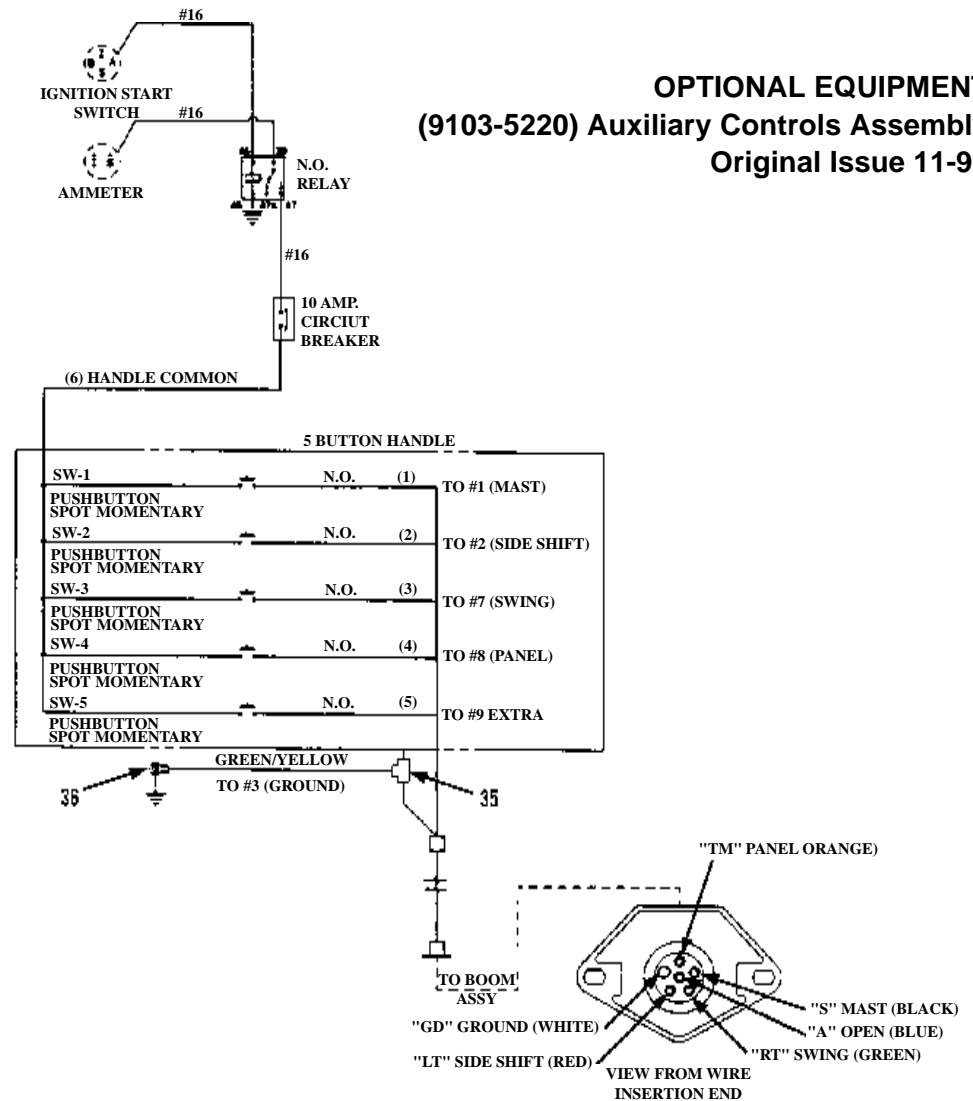 #16
IGNITION START
SWITCH
#16
AMMETER
OPTIONAL EQUIPMENT
(9103-5220) Auxiliary Controls Assembl
Original Issue 11-9
N.O.
RELAY
#16
10 AMP.
CIRCIUT
BREAKER
(6) HANDLE COMMON
5 BUTTON HANDLE
SW-1
N.O.
(1)
TO #1 (MAST)
PUSHBUTTON
SPOT MOMENTARY
SW-2
N.O.
(2)
TO #2 (SIDE SHIFT)
PUSHBUTTON
SPOT MOMENTARY
SW-3
N.O.
(3)
TO #7 (SWING)
PUSHBUTTON
SPOT MOMENTARY
SW-4
N.O.
(4)
TO #8 (PANEL)
PUSHBUTTON
SPOT MOMENTARY
SW-5
N.O.
(5)
TO #9 EXTRA
PUSHBUTTON
SPOT MOMENTARY
GREEN/YELLOW
TO #3 (GROUND)
36
35
"TM" PANEL ORANGE)
TO BOOM
ASSY
"S" MAST (BLACK)
"GD" GROUND (WHITE)
"A" OPEN (BLUE)
"RT" SWING (GREEN)
"LT" SIDE SHIFT (RED)
VIEW FROM WIRE
INSERTION END